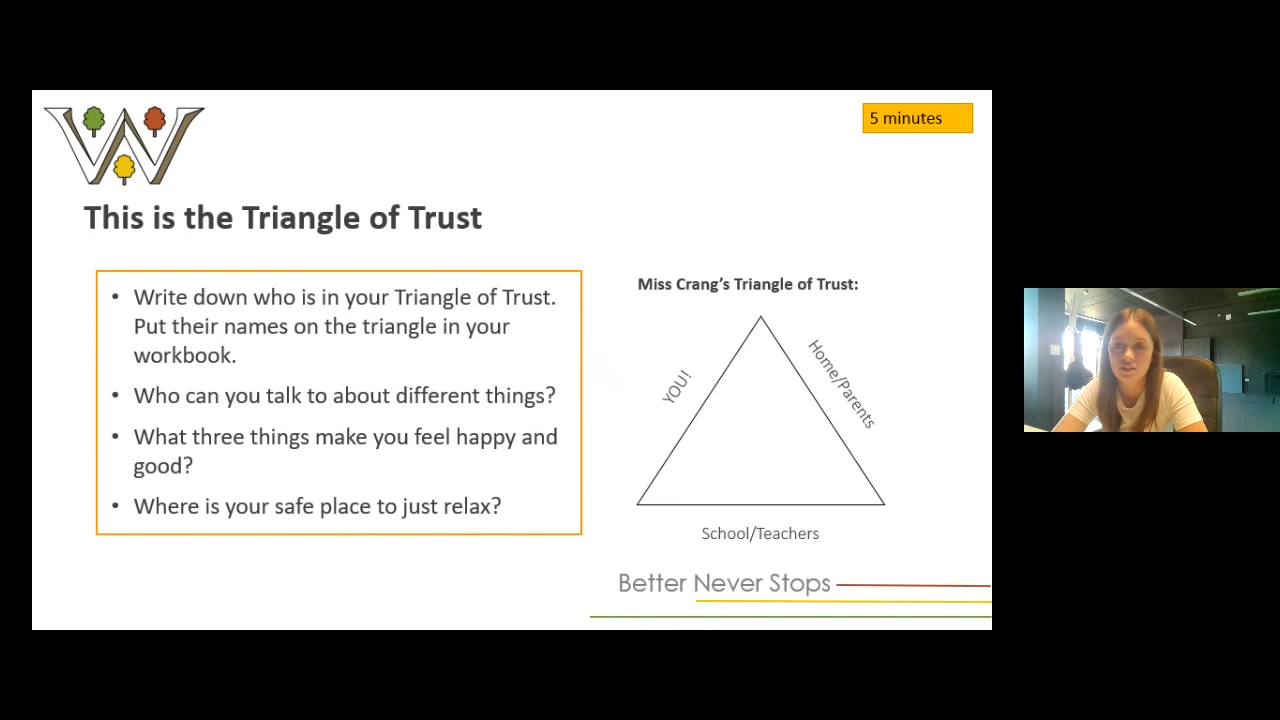 W
5 minutes
This is the Triangle of Trust
• Write down who is in your Triangle of Trust.
Put their names on the triangle in your
workbook.
• Who can you talk to about different things?
• What three things make you feel happy and
good?
• Where is your safe place to just relax?
Miss Crang's Triangle of Trust:
YOU!
Home/Parents
School/Teachers
Better Never Stops